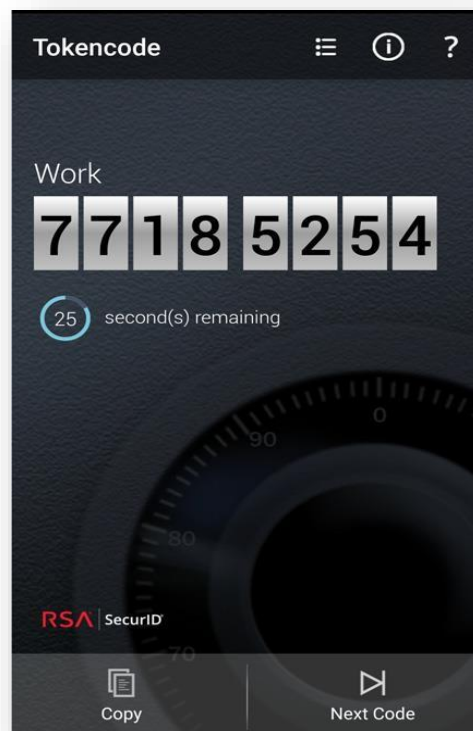 Tokencode ?
Work
7718 5254
25 second(s) remaining
0
90
80
70
RSA SecurID
Copy Next Code